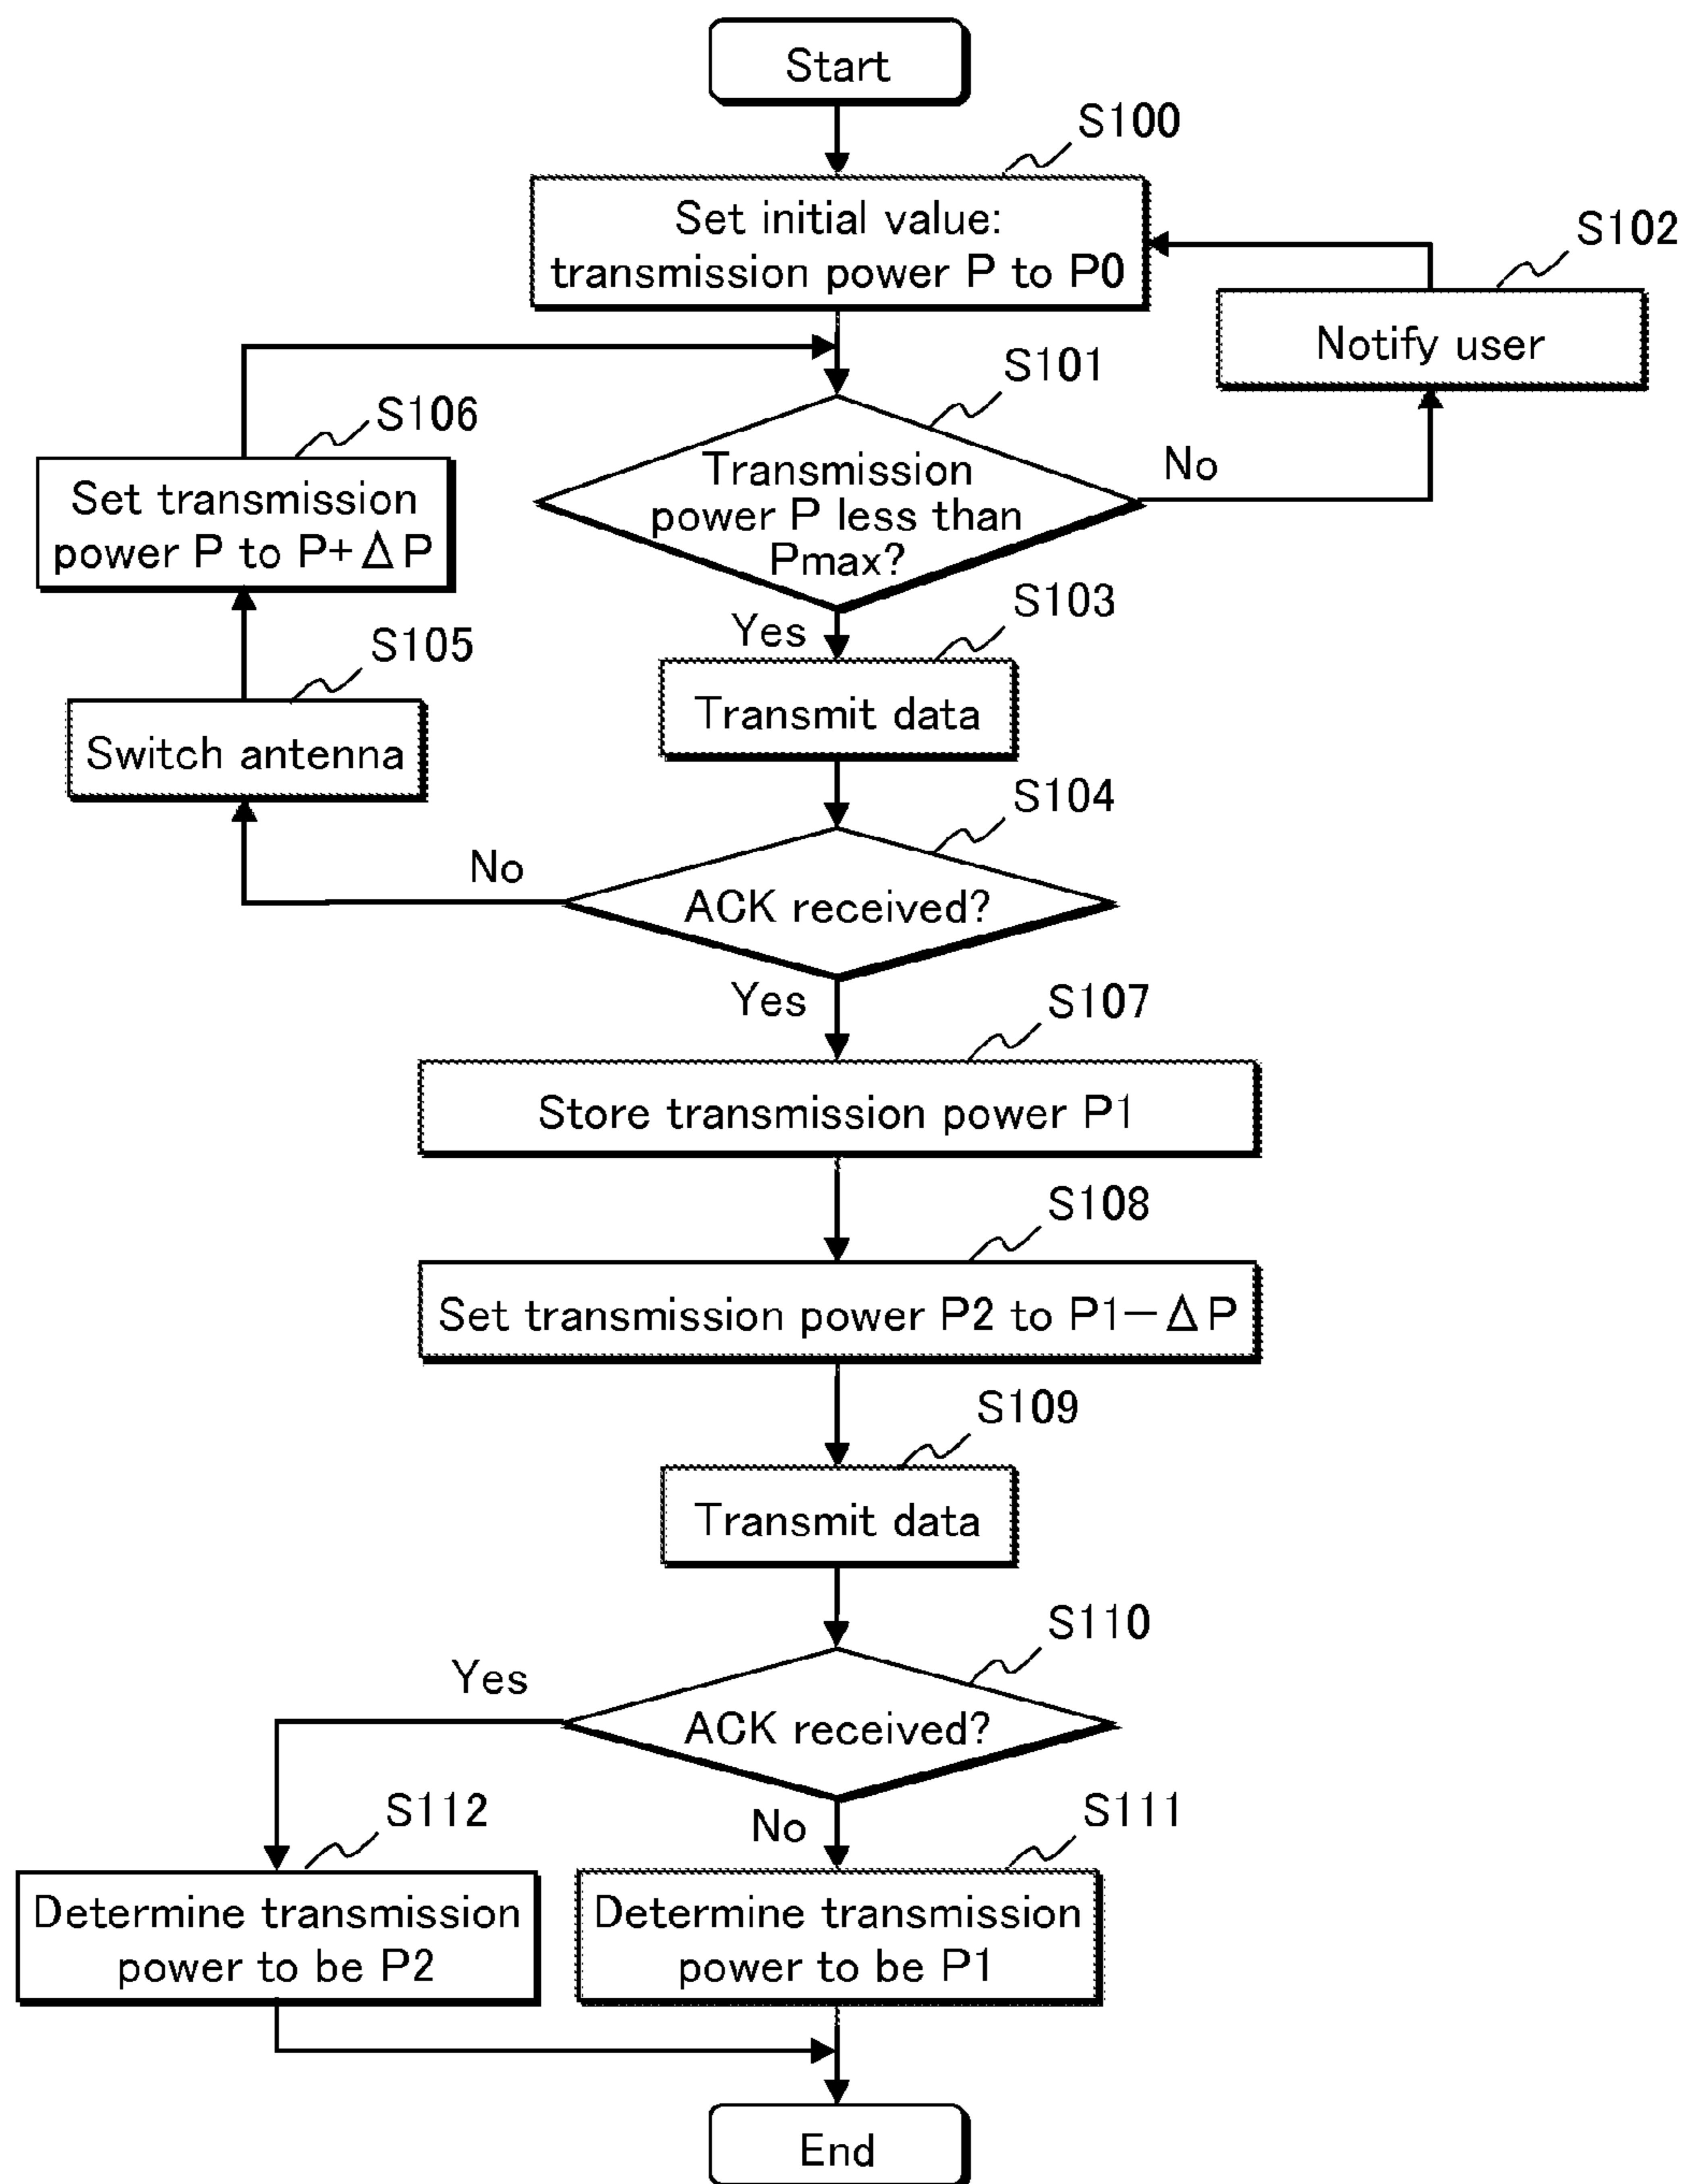 Start
S100
Set initial value:
transmission power P to P0
S102
Notify user
S101
Transmission
power P less than
Pmax?
No
S106
Set transmission
power P to P+ΔP
Yes
S103
Transmit data
S105
Switch antenna
S104
ACK received?
No
Yes
S107
Store transmission power P1
S108
Set transmission power P2 to P1−ΔP
S109
Transmit data
S110
ACK received?
Yes
No
S112
Determine transmission
power to be P2
S111
Determine transmission
power to be P1
End